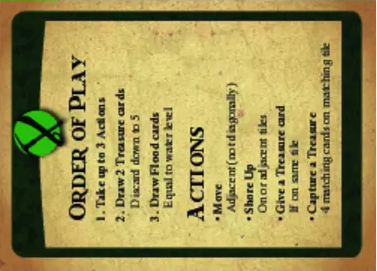 ORDER OF PLAY
1. Take up to 3 Actions
2. Draw 2 Treasure cards
Discard down to 5
3. Draw Flood cards
Equal to water level
ACTIONS
• Move
Adjacent (not diagonally)
• Shore Up
On or adjacent tiles
• Give a Treasure card
If on same tile
• Capture a Treasure
4 matching cards on matching tile